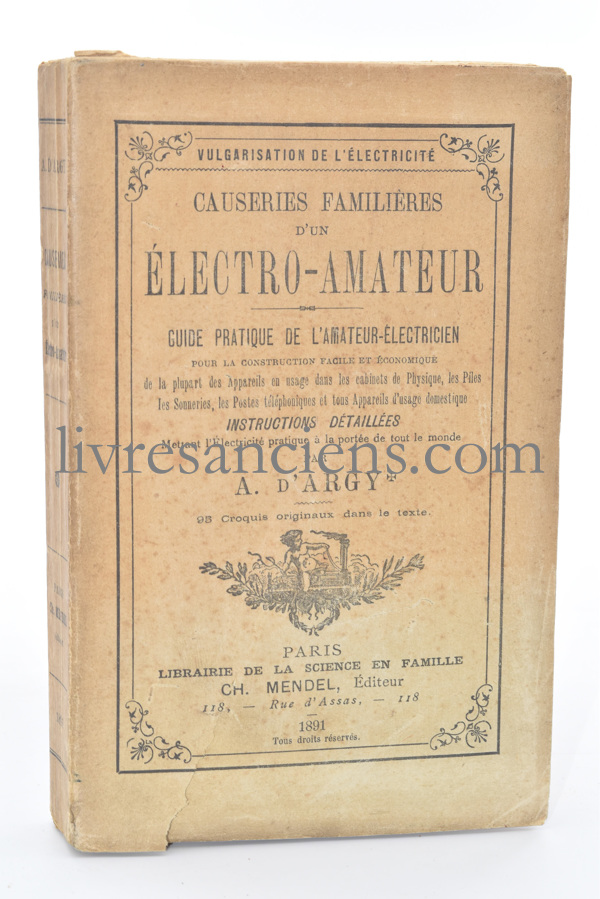 VULGARISATION DE L'ÉLECTRICITÉ
CAUSERIES FAMILIÈRES
D'UN
ÉLECTRO-AMATEUR
GUIDE PRATIQUE DE L'AMATEUR-ÉLECTRICIEN
POUR LA CONSTRUCTION FACILE ET ÉCONOMIQUE
de la plupart des Appareils en usage dans les cabinets de Physique, les Piles
les Sonneries, les Postes téléphoniques et tous Appareils d'usage domestique
INSTRUCTIONS DÉTAILLÉES
Mettant l'Électricité pratique à la portée de tout le monde
livresanciens.com
PAR
A. D'ARGY
95 Croquis originaux dans le texte.
PARIS
LIBRAIRIE DE LA SCIENCE EN FAMILLE
CH. MENDEL, Éditeur
118, — Rue d'Assas, — 118
1891
Tous droits réservés.
A. D'ARGY